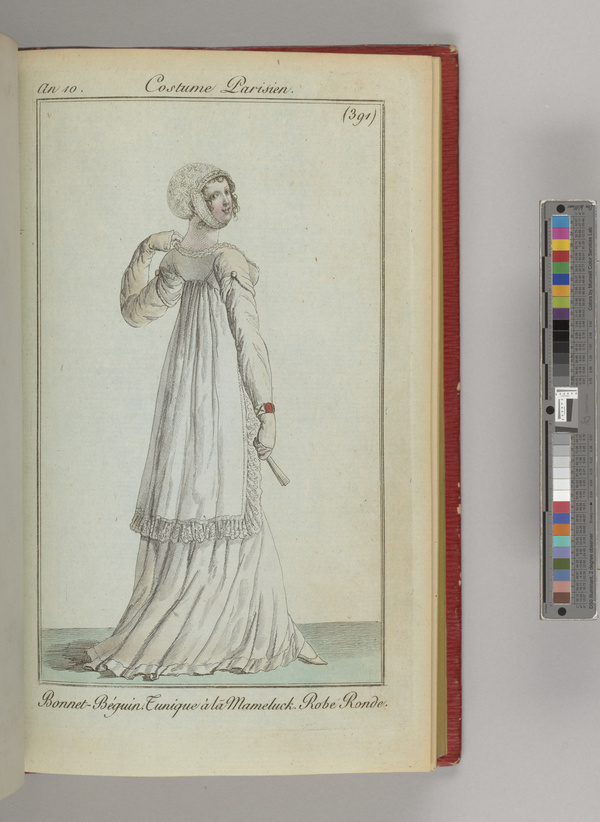 An 10.
Costume Parisien.
(391)
Bonnet-Béguin. Tunique à la Mameluck. Robe Ronde.